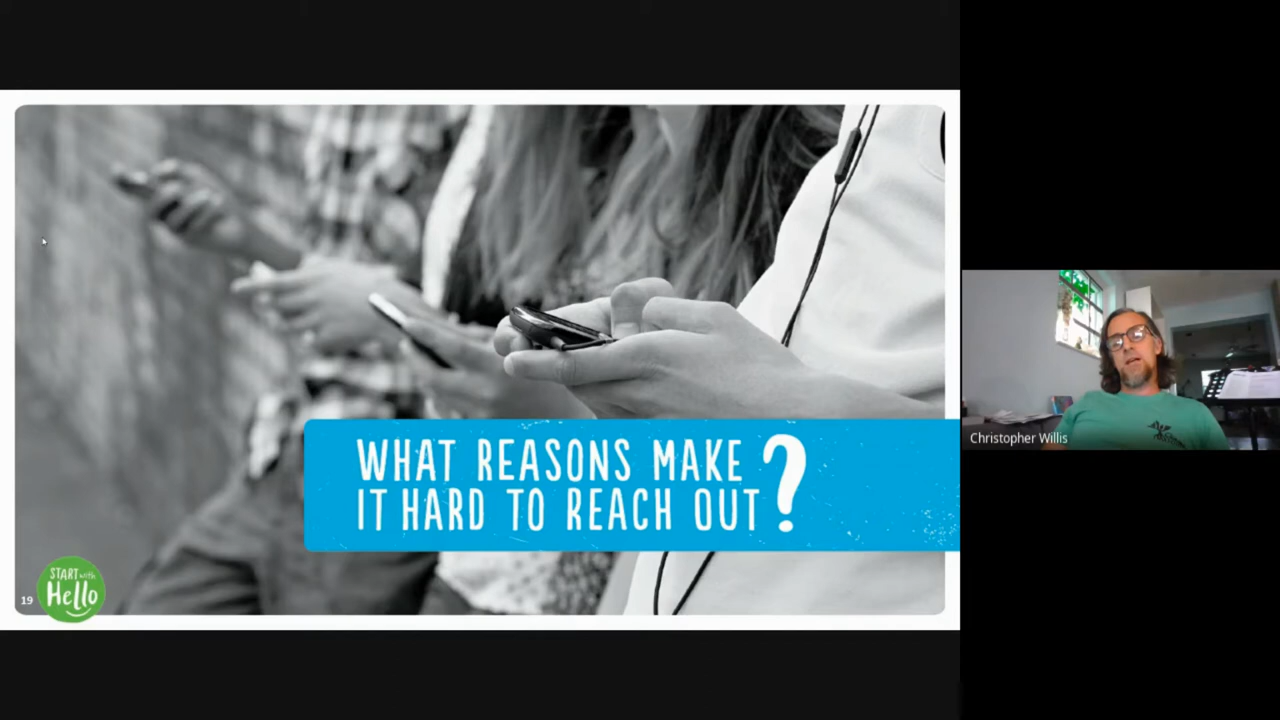 WHAT REASONS MAKE
IT HARD TO REACH OUT?
19
START with
Hello
Christopher Willis